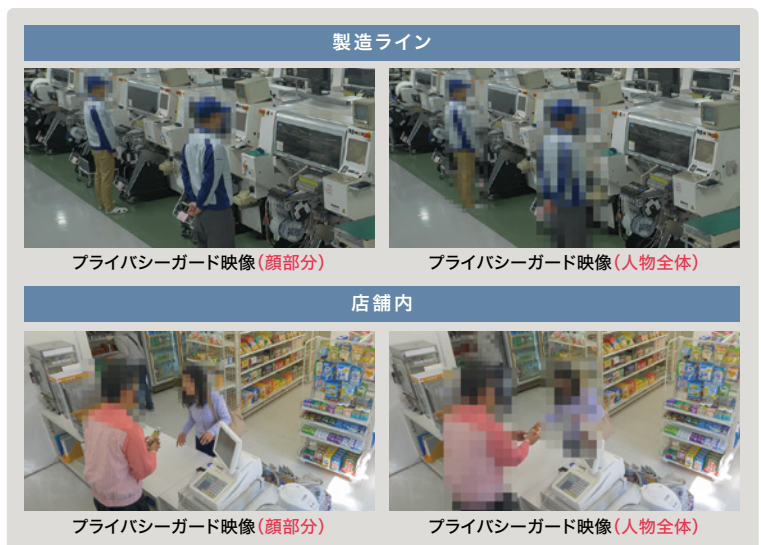 製造ライン
プライバシーガード映像(顔部分)
プライバシーガード映像(人物全体)
店舗内
プライバシーガード映像(顔部分)
プライバシーガード映像(人物全体)